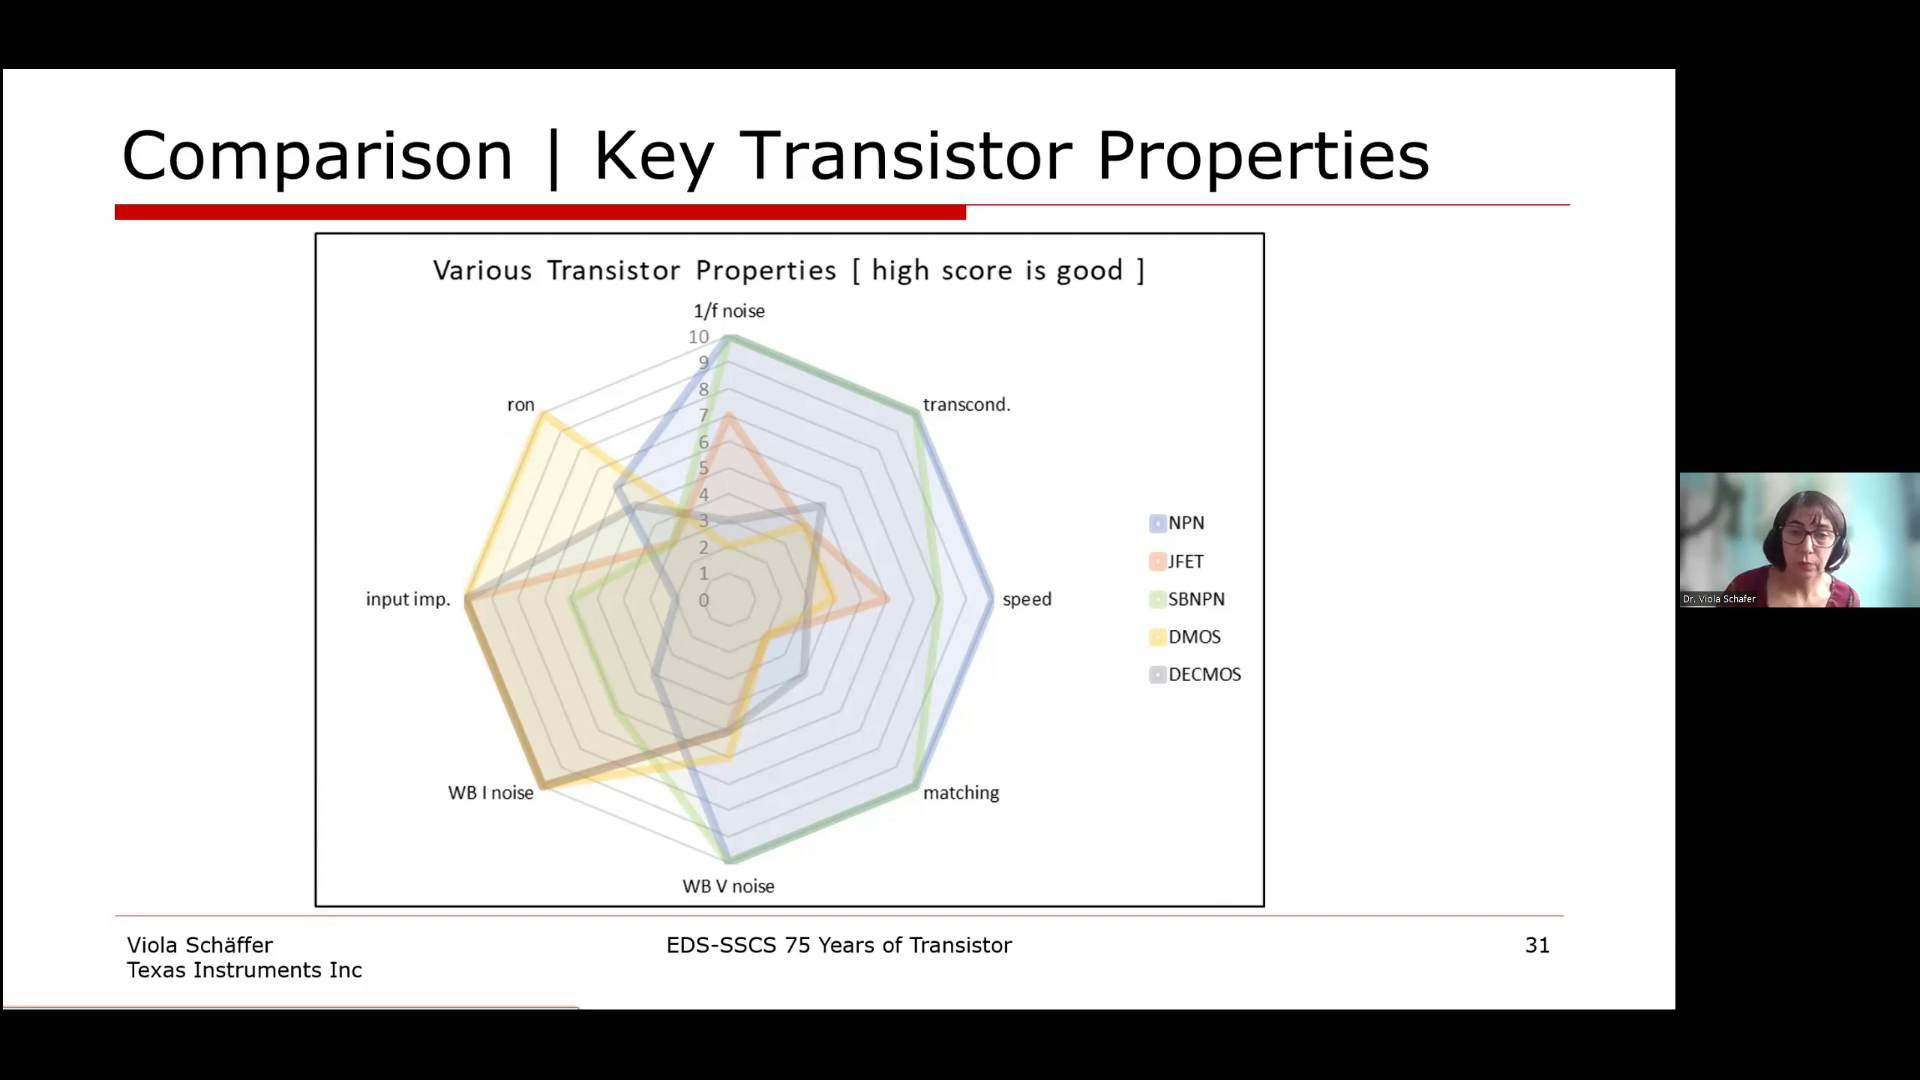 Comparison | Key Transistor Properties
Various Transistor Properties [ high score is good ]
1/f noise
10
9
8
7
6
5
4
3
2
1
0
ron
transcond.
input imp.
speed
WB I noise
matching
WB V noise
NPN
JFET
SBNPN
DMOS
DECMOS
Dr. Viola Schafer
Viola Schäffer
Texas Instruments Inc
EDS-SSCS 75 Years of Transistor
31